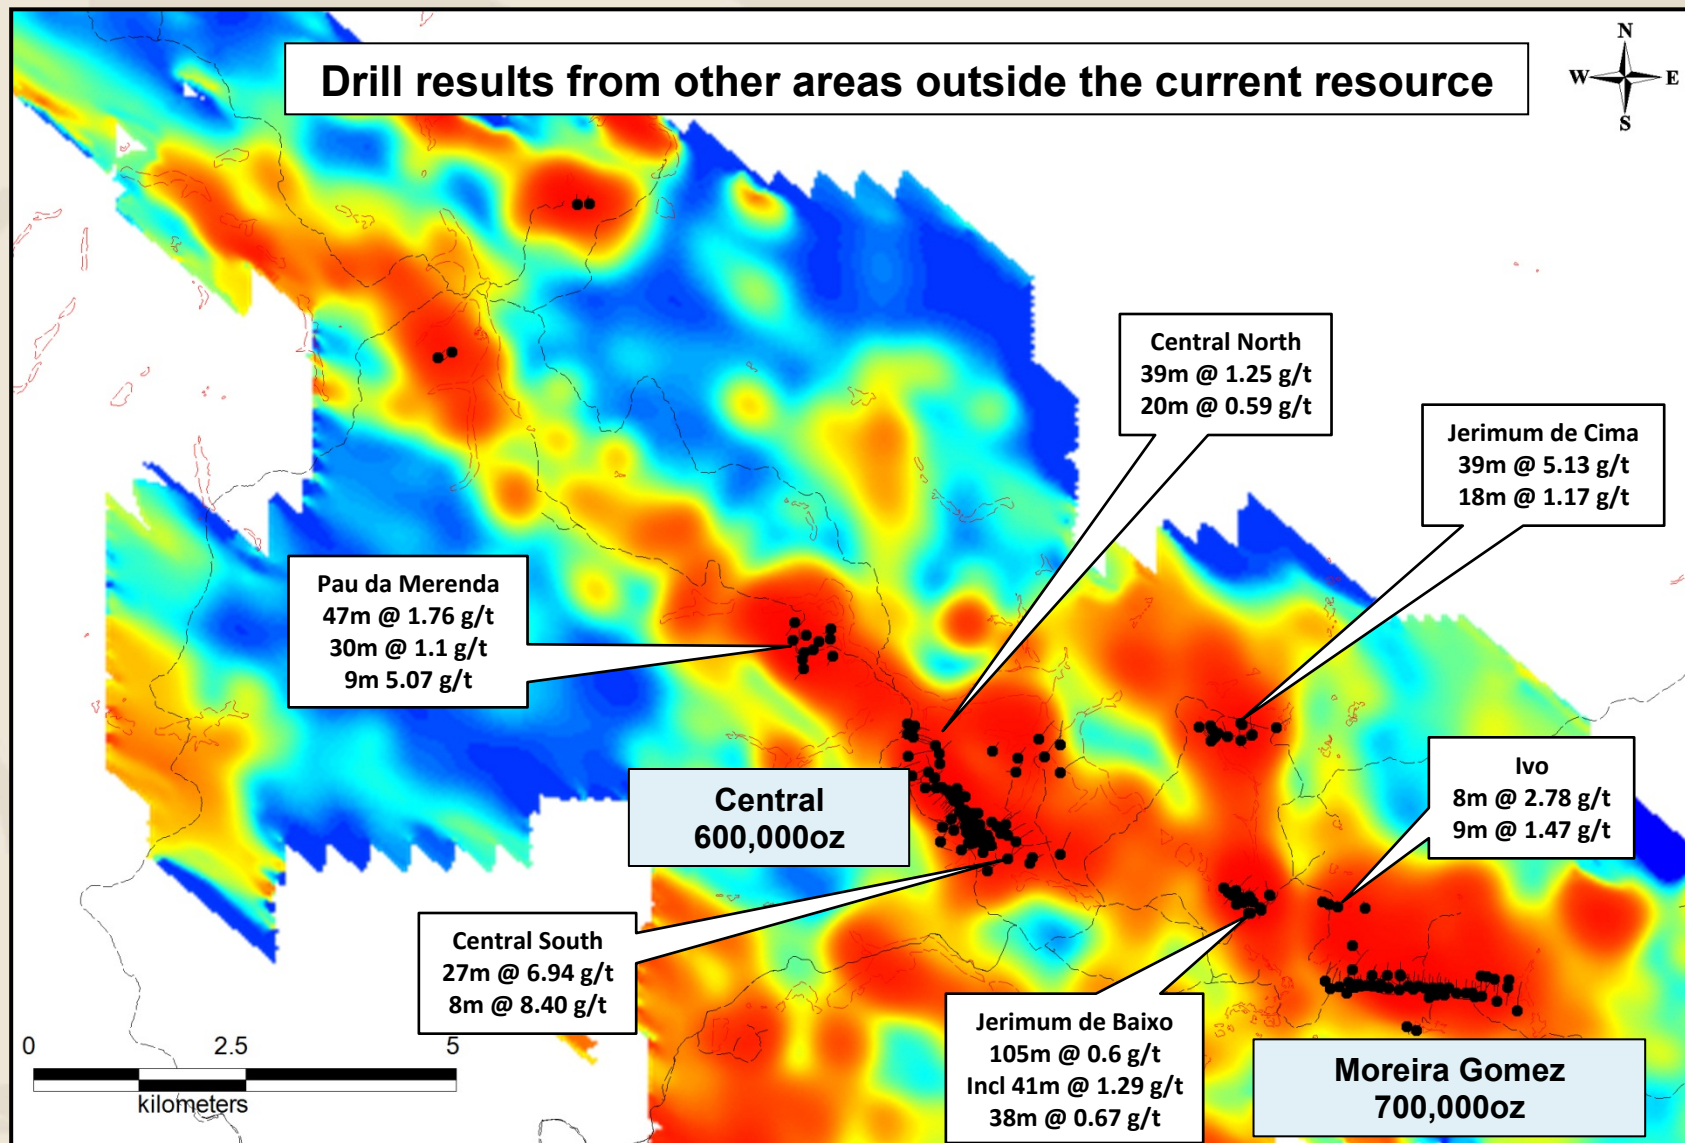 Drill results from other areas outside the current resource
N
W E
S
Central North
39m @ 1.25 g/t
20m @ 0.59 g/t
Jerimum de Cima
39m @ 5.13 g/t
18m @ 1.17 g/t
Pau da Merenda
47m @ 1.76 g/t
30m @ 1.1 g/t
9m 5.07 g/t
Ivo
8m @ 2.78 g/t
9m @ 1.47 g/t
Central
600,000oz
Central South
27m @ 6.94 g/t
8m @ 8.40 g/t
Jerimum de Baixo
105m @ 0.6 g/t
Incl 41m @ 1.29 g/t
38m @ 0.67 g/t
Moreira Gomez
700,000oz
0 2.5 5
kilometers